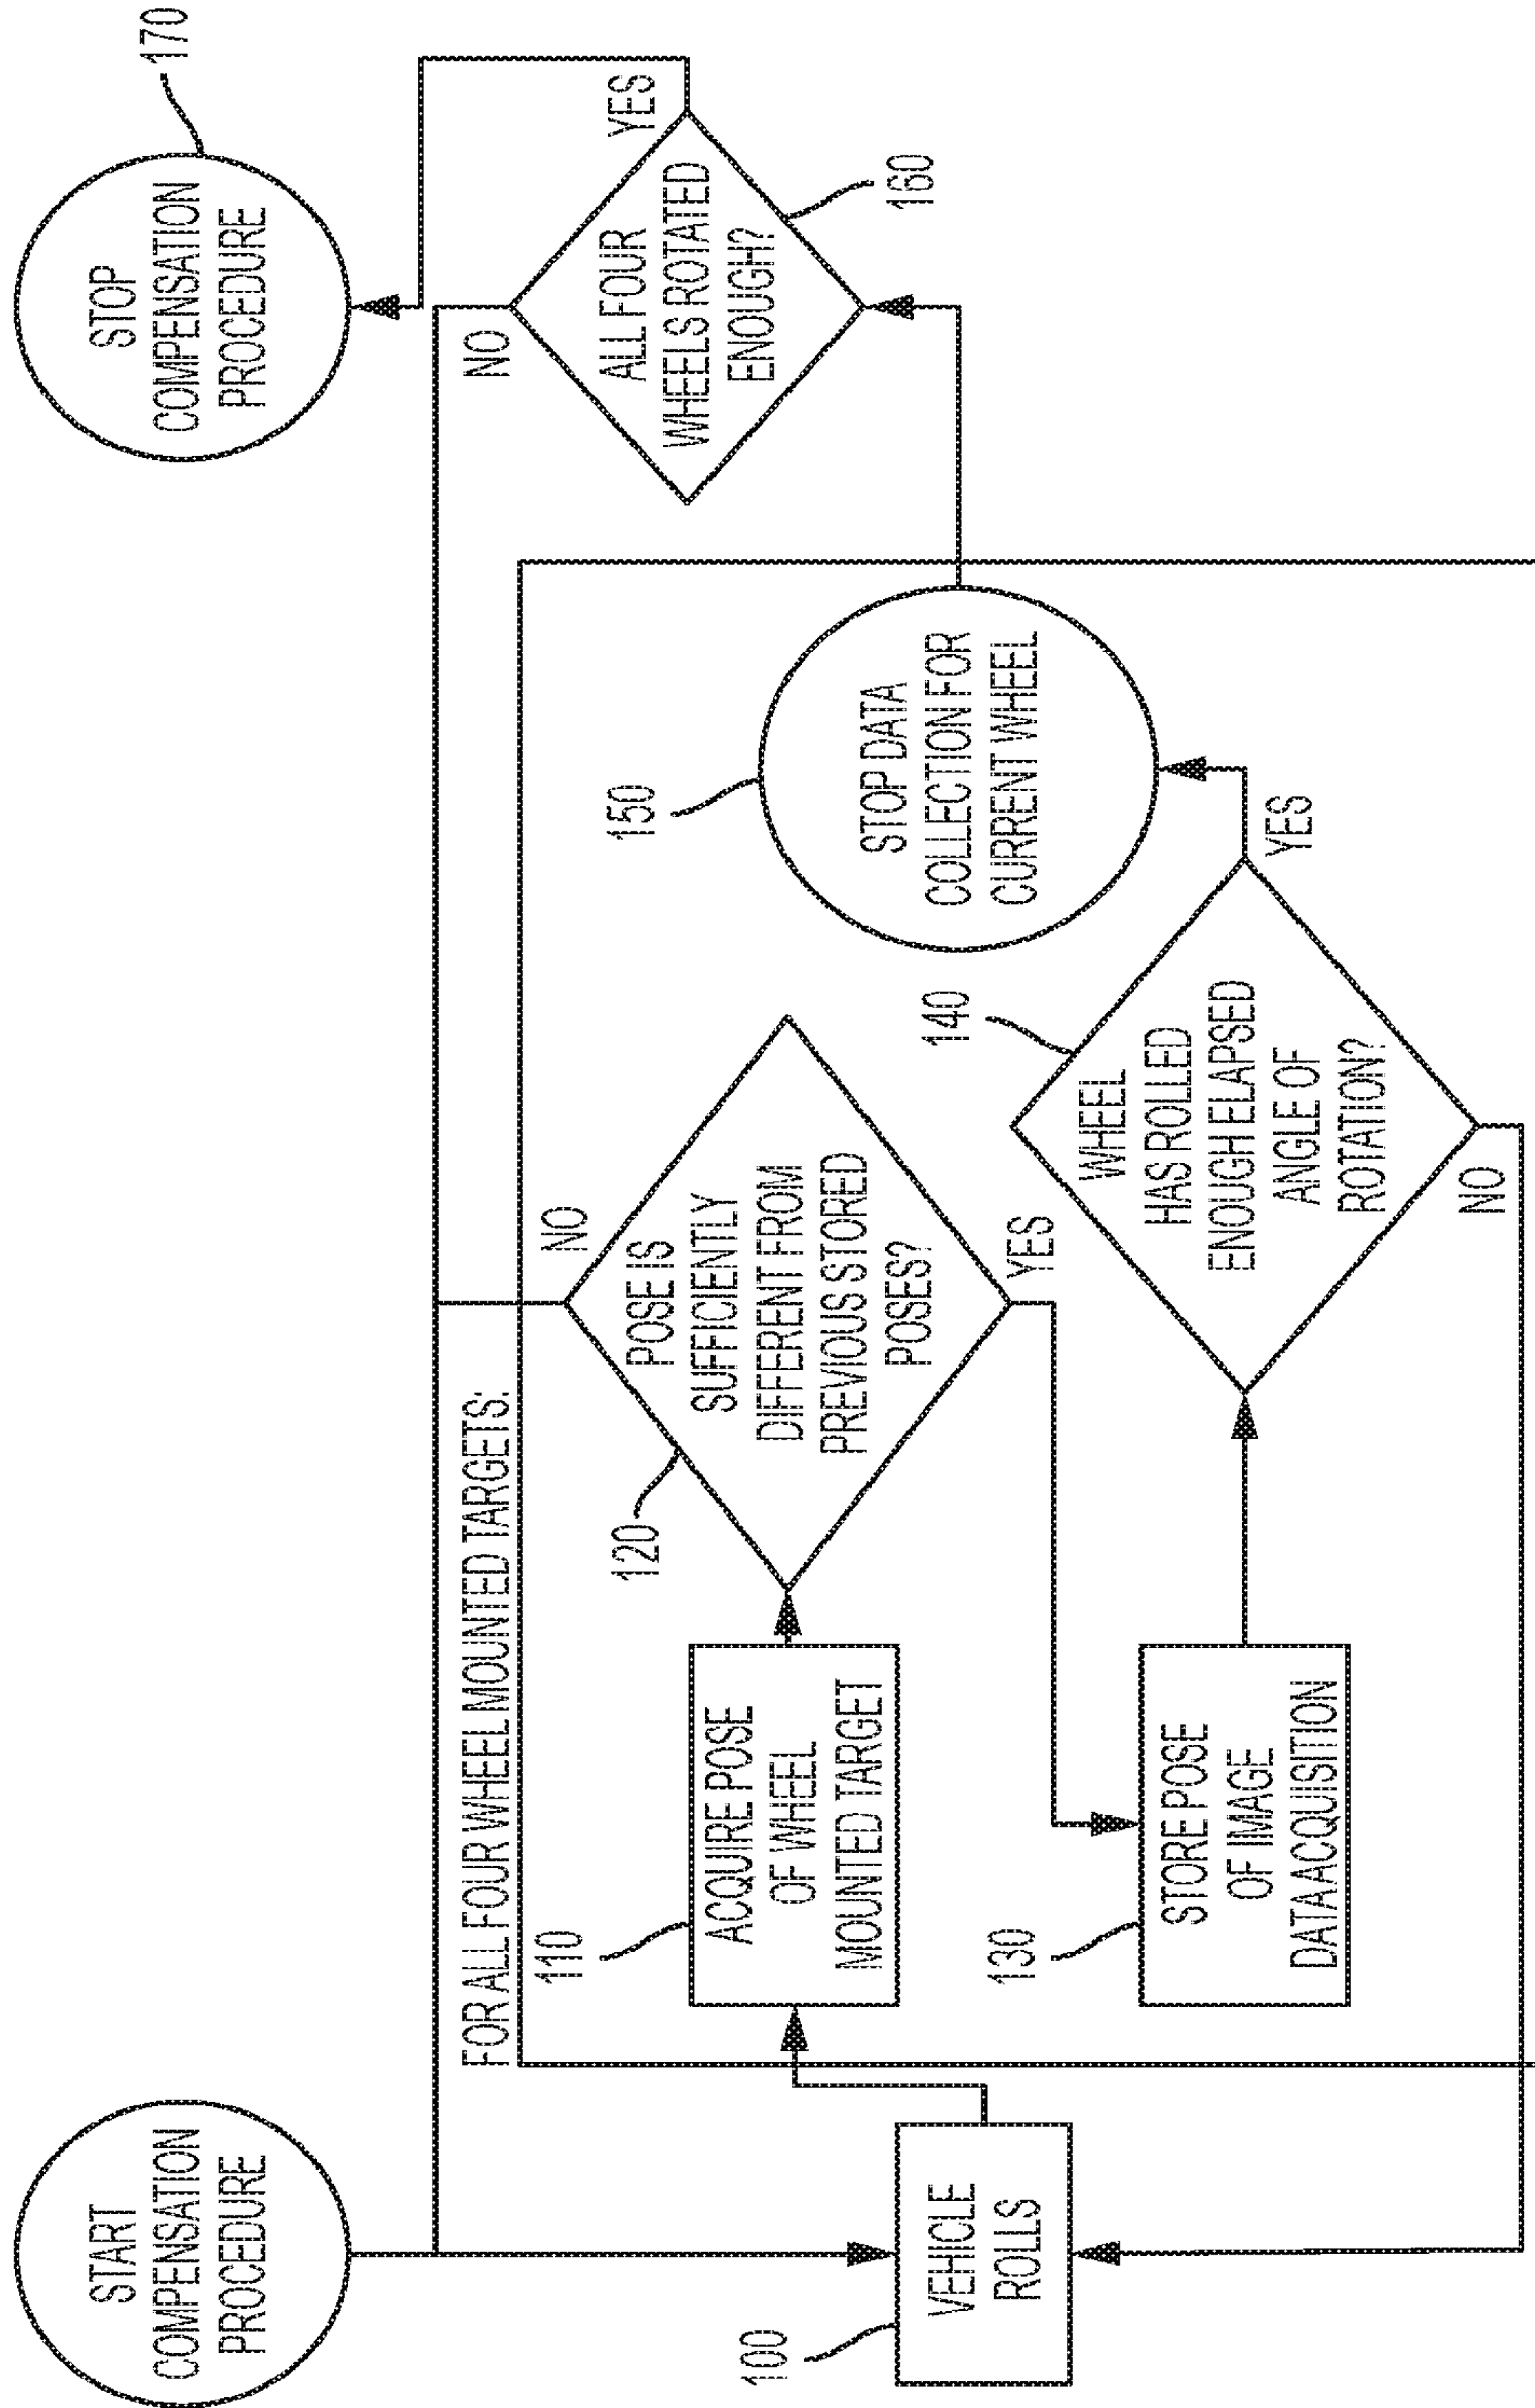 START
COMPENSATION
PROCEDURE
100
VEHICLE
ROLLS
FOR ALL FOUR WHEEL MOUNTED TARGETS:
110
ACQUIRE POSE
OF WHEEL
MOUNTED TARGET
120
POSE IS
SUFFICIENTLY
DIFFERENT FROM
PREVIOUS STORED
POSES?
NO
YES
130
STORE POSE
OF IMAGE
DATA ACQUISITION
140
WHEEL
HAS ROLLED
ENOUGH ELAPSED
ANGLE OF
ROTATION?
NO
YES
150
STOP DATA
COLLECTION FOR
CURRENT WHEEL
160
ALL FOUR
WHEELS ROTATED
ENOUGH?
NO
YES
170
STOP
COMPENSATION
PROCEDURE